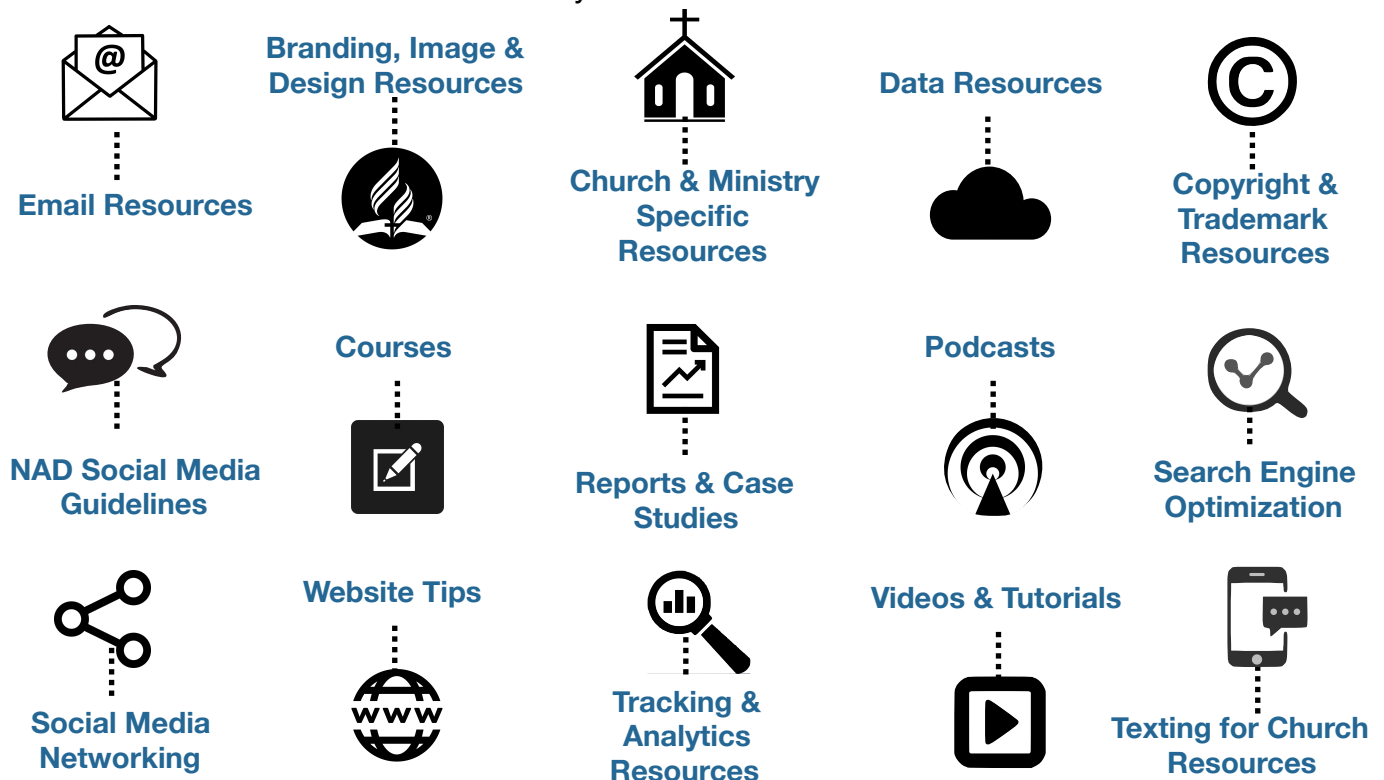 @
Branding, Image &
Design Resources
Data Resources
©
Email Resources
Church & Ministry
Specific
Resources
Copyright &
Trademark
Resources
®
Courses
Podcasts
NAD Social Media
Guidelines
Reports & Case
Studies
Search Engine
Optimization
Website Tips
Videos & Tutorials
www
Social Media
Networking
Tracking &
Analytics
Resources
Texting for Church
Resources